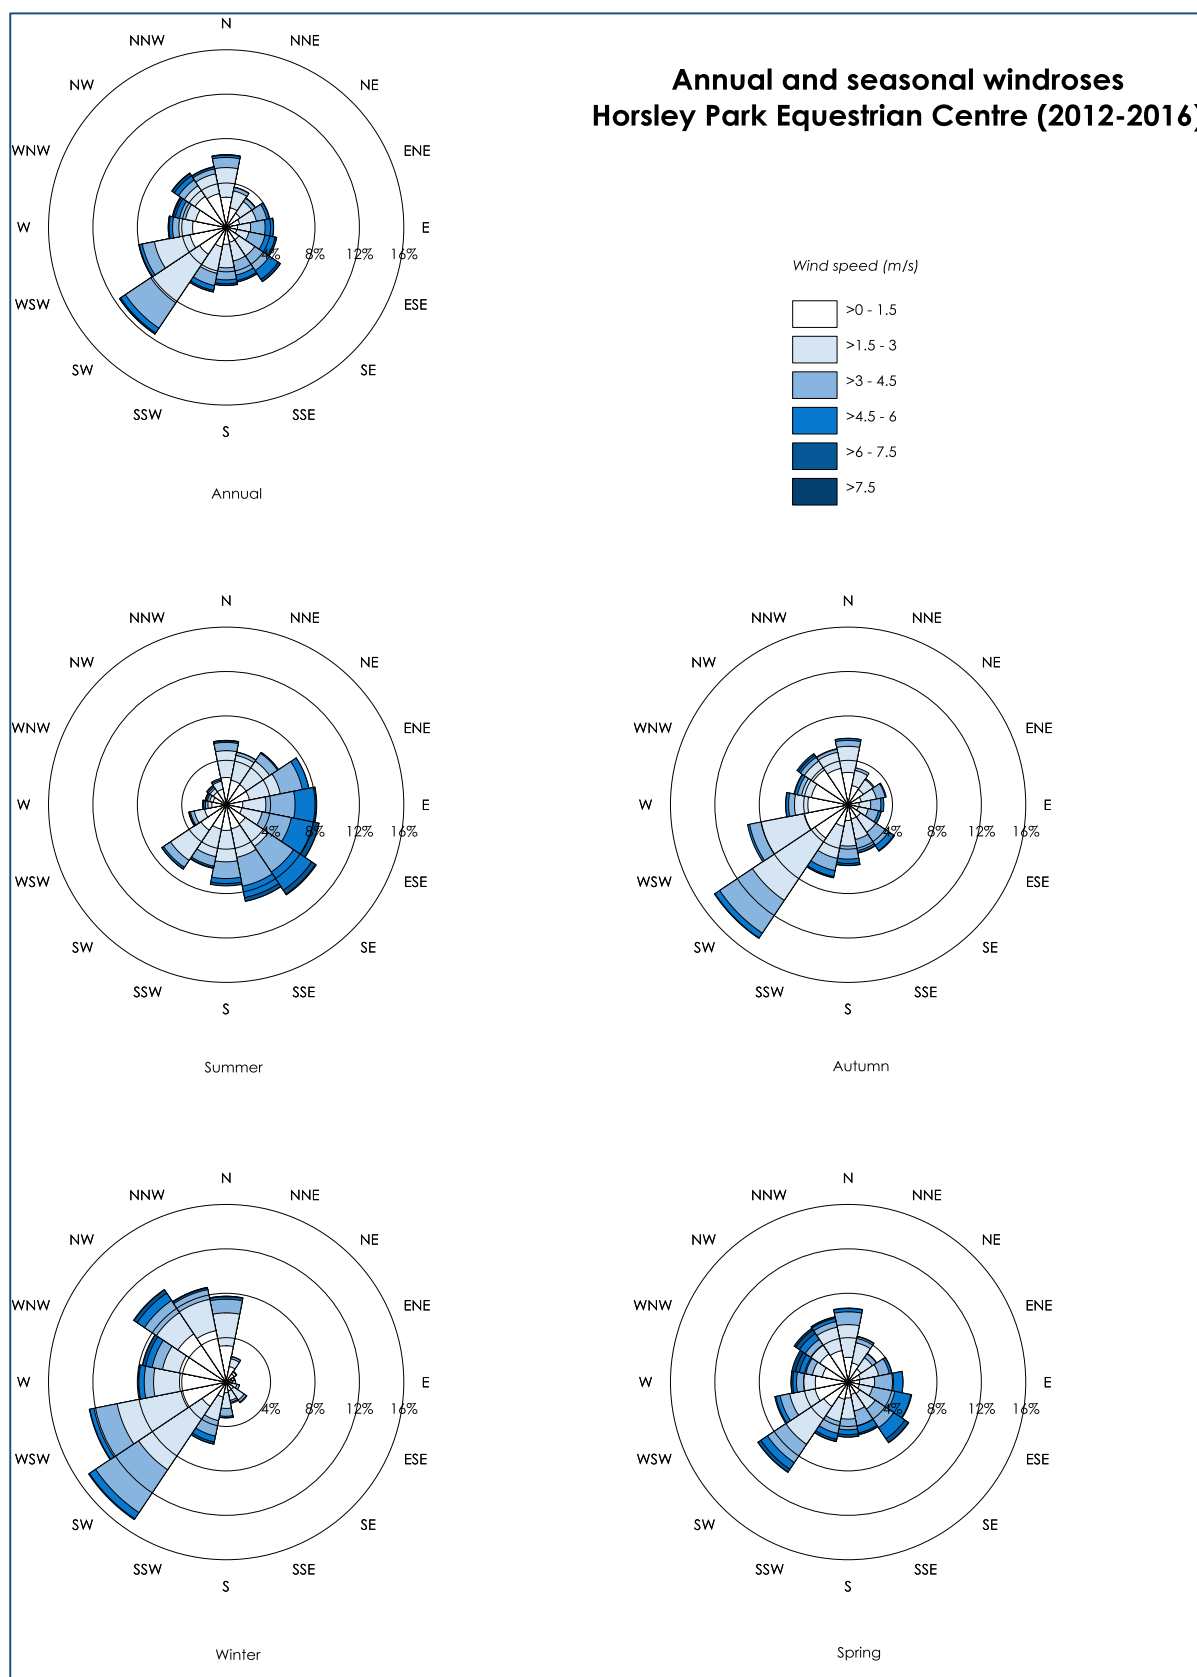 N
NNW
NNE
NW
NE
WNW
ENE
W
E
4%
8%
12%
16%
WSW
ESE
SW
SE
SSW
SSE
S
Annual
Annual and seasonal windroses
Horsley Park Equestrian Centre (2012-2016)
Wind speed (m/s)
>0 - 1.5
>1.5 - 3
>3 - 4.5
>4.5 - 6
>6 - 7.5
>7.5
N
NNW
NNE
NW
NE
WNW
ENE
W
E
4%
8%
12%
16%
WSW
ESE
SW
SE
SSW
SSE
S
Summer
N
NNW
NNE
NW
NE
WNW
ENE
W
E
4%
8%
12%
16%
WSW
ESE
SW
SE
SSW
SSE
S
Autumn
N
NNW
NNE
NW
NE
WNW
ENE
W
E
4%
8%
12%
16%
WSW
ESE
SW
SE
SSW
SSE
S
Winter
N
NNW
NNE
NW
NE
WNW
ENE
W
E
4%
8%
12%
16%
WSW
ESE
SW
SE
SSW
SSE
S
Spring